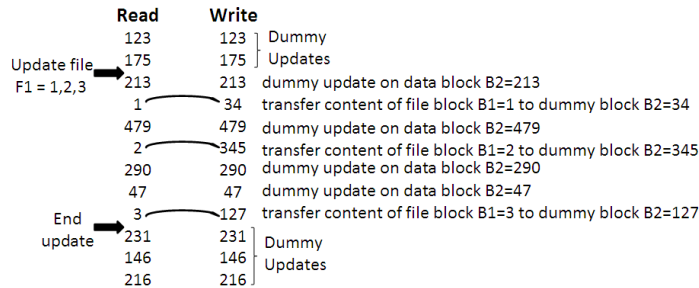 Read Write
123 123 Dummy
175 175 Updates
Update file
F1 = 1,2,3
213 213 dummy update on data block B2=213
1 34 transfer content of file block B1=1 to dummy block B2=34
479 479 dummy update on data block B2=479
2 345 transfer content of file block B1=2 to dummy block B2=345
290 290 dummy update on data block B2=290
47 47 dummy update on data block B2=47
3 127 transfer content of file block B1=3 to dummy block B2=127
End
update
231 231 Dummy
146 146 Updates
216 216